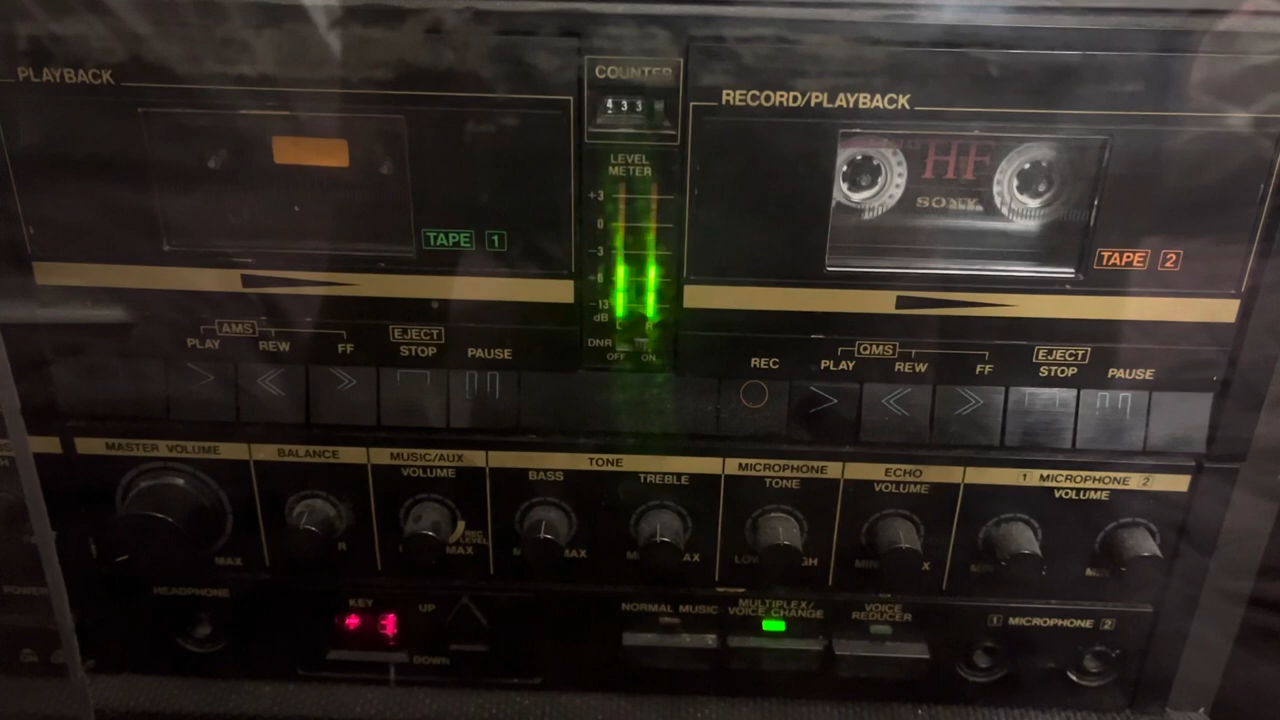 PLAYBACK
COUNTER
433
RECORD/PLAYBACK
LEVEL
METER
+3
0
-3
-6
-13
dB
L R
DNR
OFF ON
TAPE 1
HF
SONY
TAPE 2
AMS
PLAY REW FF
EJECT
STOP
PAUSE
REC
QMS
PLAY REW FF
EJECT
STOP
PAUSE
MASTER VOLUME
MAX
BALANCE
R
MUSIC/AUX
VOLUME
REC
LEVEL
MAX
TONE
BASS TREBLE
MICROPHONE
TONE
ECHO
VOLUME
MIN
1 MICROPHONE 2
VOLUME
HEADPHONE
KEY
UP
DOWN
NORMAL MUSIC
MULTIPLEX/
VOICE CHANGE
VOICE
REDUCER
1 MICROPHONE 2